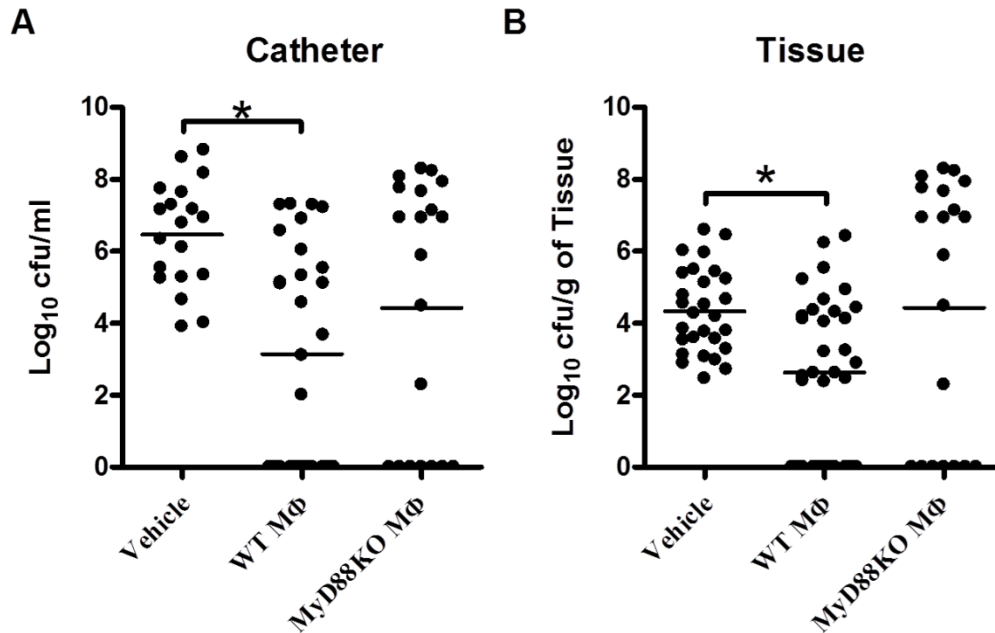 A
Catheter
Log₁₀ cfu/ml
10
8
6
4
2
0
*
Vehicle
WT MΦ
MyD88KO MΦ
B
Tissue
Log₁₀ cfu/g of Tissue
10
8
6
4
2
0
*
Vehicle
WT MΦ
MyD88KO MΦ